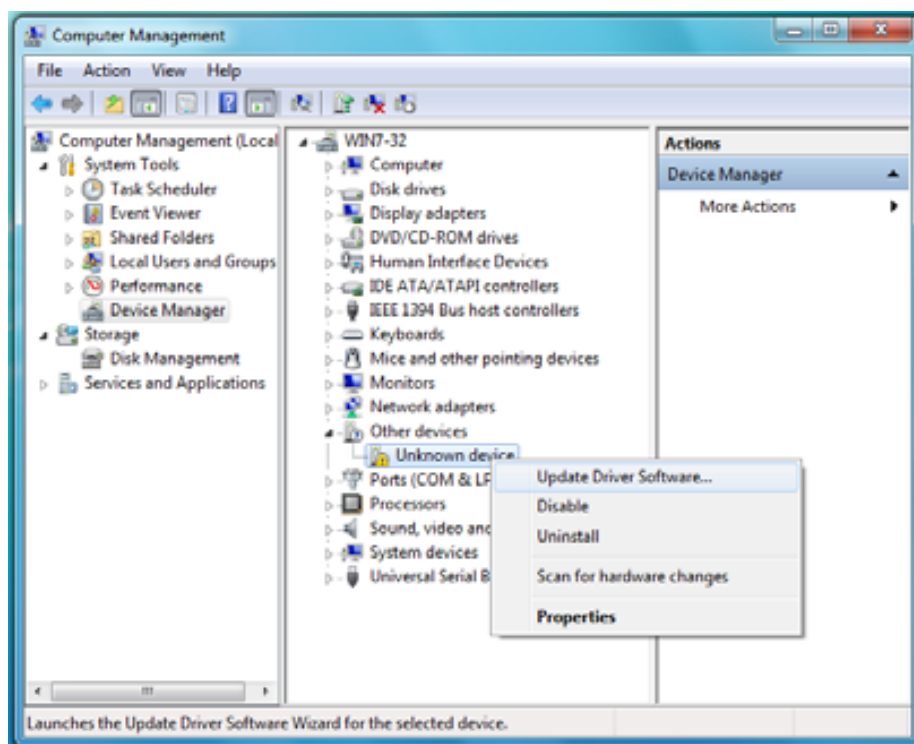 Computer Management
File Action View Help
Computer Management (Local
System Tools
Task Scheduler
Event Viewer
Shared Folders
Local Users and Groups
Performance
Device Manager
Storage
Disk Management
Services and Applications
WIN7-32
Computer
Disk drives
Display adapters
DVD/CD-ROM drives
Human Interface Devices
IDE ATA/ATAPI controllers
IEEE 1394 Bus host controllers
Keyboards
Mice and other pointing devices
Monitors
Network adapters
Other devices
Unknown device
Ports (COM & LP
Processors
Sound, video and
System devices
Universal Serial B
Update Driver Software...
Disable
Uninstall
Scan for hardware changes
Properties
Actions
Device Manager
More Actions
Launches the Update Driver Software Wizard for the selected device.